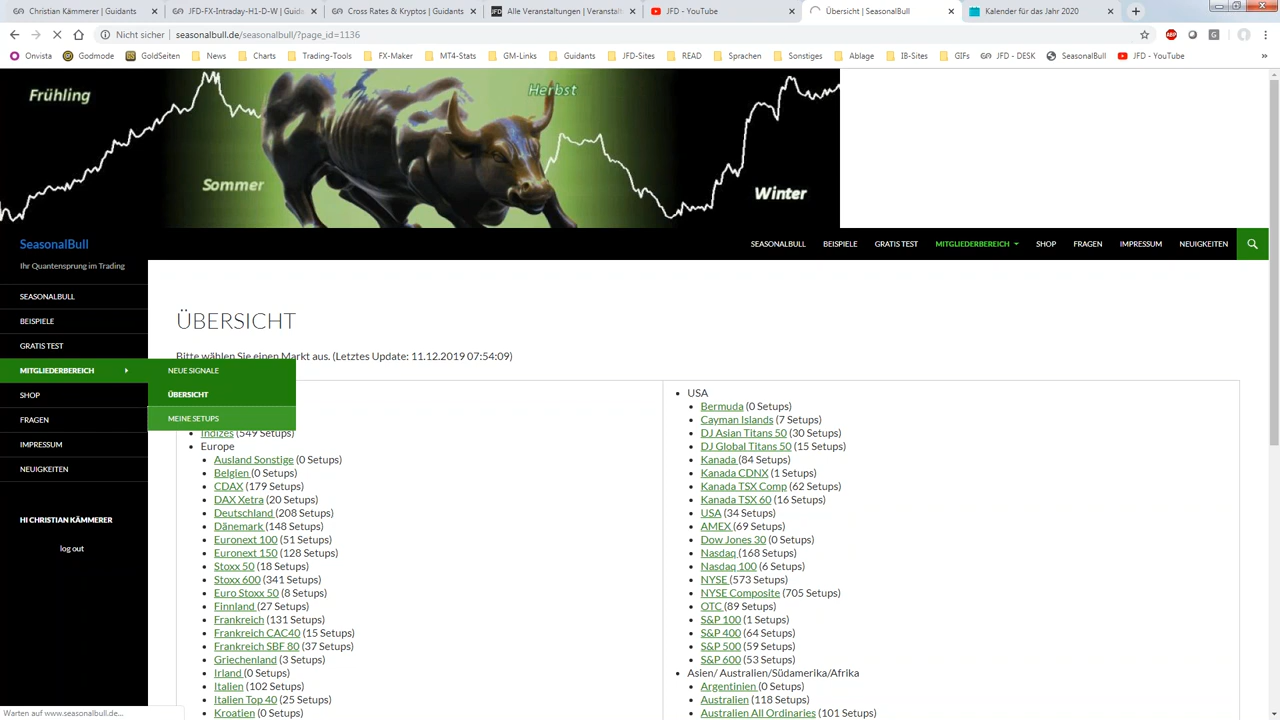 Christian Kämmerer | Guidants
JFD-FX-Intraday-H1-D-W | Guida
Cross Rates & Kryptos | Guidants
Alle Veranstaltungen | Veranstalt
JFD - YouTube
Übersicht | SeasonalBull
Kalender für das Jahr 2020
Nicht sicher | seasonalbull.de/seasonalbull/?page_id=1136
Onvista
Godmode
GoldSeiten
News
Charts
Trading-Tools
FX-Maker
MT4-Stats
GM-Links
Guidants
JFD-Sites
READ
Sprachen
Sonstiges
Ablage
IB-Sites
GIFs
JFD - DESK
SeasonalBull
JFD - YouTube
Frühling
Herbst
Sommer
Winter
SeasonalBull
Ihr Quantensprung im Trading
SEASONALBULL
BEISPIELE
GRATIS TEST
MITGLIEDERBEREICH
SHOP
FRAGEN
IMPRESSUM
NEUIGKEITEN
SEASONALBULL
BEISPIELE
GRATIS TEST
MITGLIEDERBEREICH
SHOP
FRAGEN
IMPRESSUM
NEUIGKEITEN
HI CHRISTIAN KÄMMERER
log out
NEUE SIGNALE
ÜBERSICHT
MEINE SETUPS
ÜBERSICHT
Bitte wählen Sie einen Markt aus. (Letztes Update: 11.12.2019 07:54:09)
Indizes (549 Setups)
Europe
Ausland Sonstige (0 Setups)
Belgien (0 Setups)
CDAX (179 Setups)
DAX Xetra (20 Setups)
Deutschland (208 Setups)
Dänemark (148 Setups)
Euronext 100 (51 Setups)
Euronext 150 (128 Setups)
Stoxx 50 (18 Setups)
Stoxx 600 (341 Setups)
Euro Stoxx 50 (8 Setups)
Finnland (27 Setups)
Frankreich (131 Setups)
Frankreich CAC40 (15 Setups)
Frankreich SBF 80 (37 Setups)
Griechenland (3 Setups)
Irland (0 Setups)
Italien (102 Setups)
Italien Top 40 (25 Setups)
Kroatien (0 Setups)
USA
Bermuda (0 Setups)
Cayman Islands (7 Setups)
DJ Asian Titans 50 (30 Setups)
DJ Global Titans 50 (15 Setups)
Kanada (84 Setups)
Kanada CDNX (1 Setups)
Kanada TSX Comp (62 Setups)
Kanada TSX 60 (16 Setups)
USA (34 Setups)
AMEX (69 Setups)
Dow Jones 30 (0 Setups)
Nasdaq (168 Setups)
Nasdaq 100 (6 Setups)
NYSE (573 Setups)
NYSE Composite (705 Setups)
OTC (89 Setups)
S&P 100 (1 Setups)
S&P 400 (64 Setups)
S&P 500 (59 Setups)
S&P 600 (53 Setups)
Asien/ Australien/Südamerika/Afrika
Argentinien (0 Setups)
Australien (118 Setups)
Australien All Ordinaries (101 Setups)
Warten auf www.seasonalbull.de...